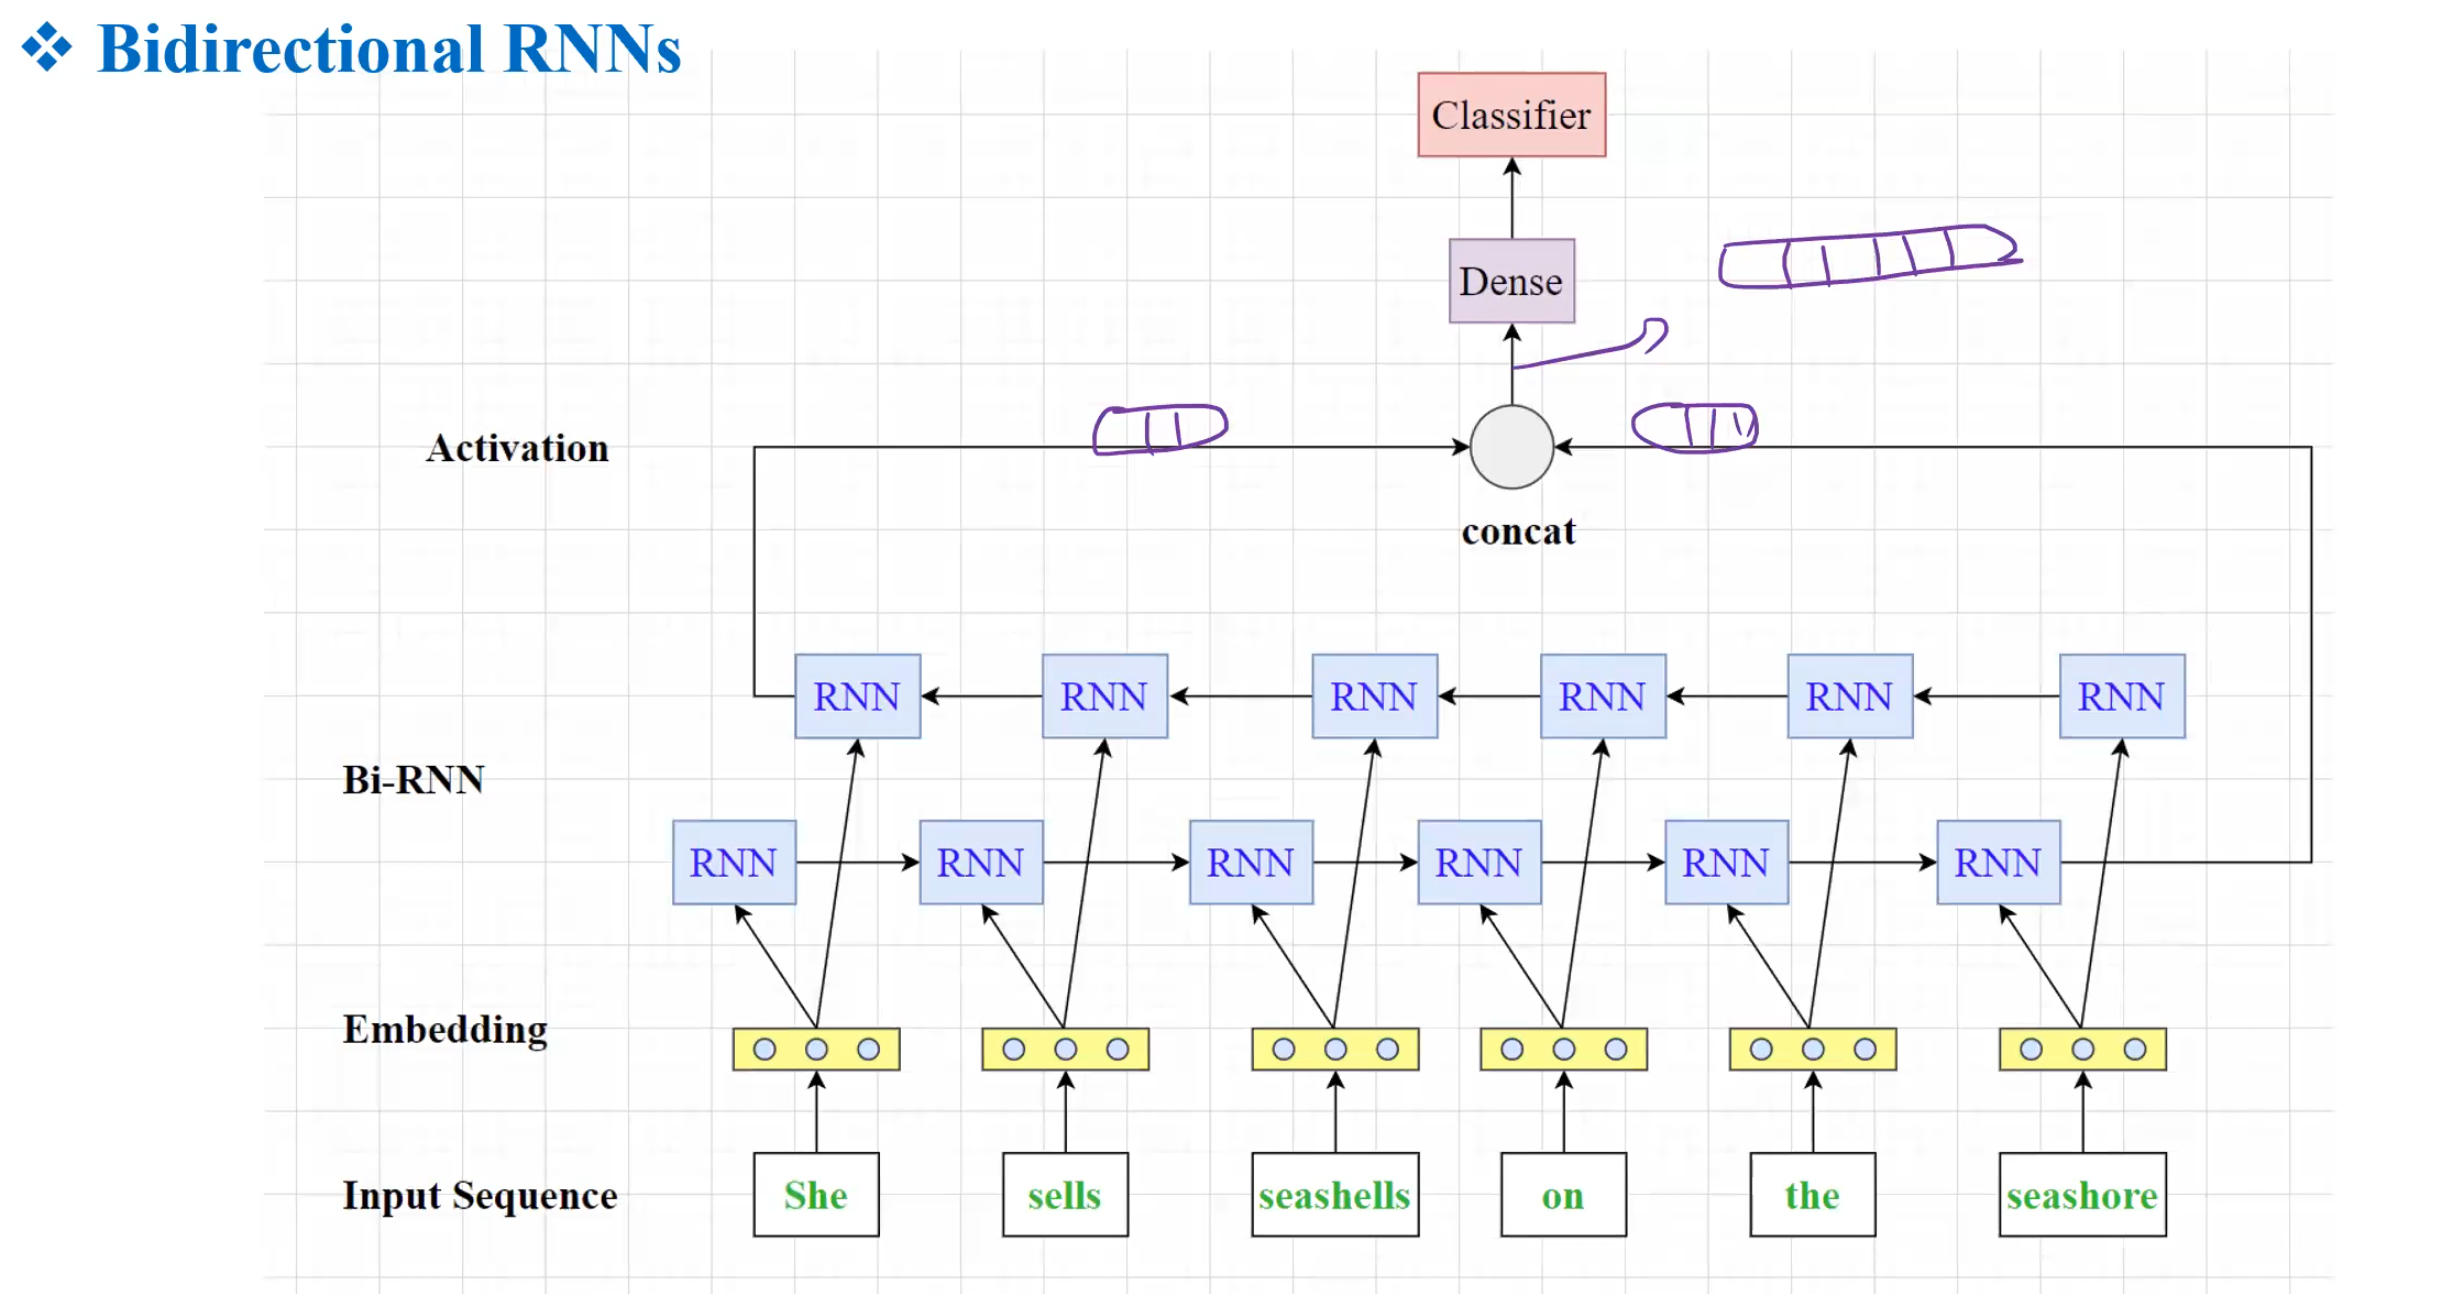 Bidirectional RNNs
Classifier
Dense
Activation
concat
RNN RNN RNN RNN RNN RNN
Bi-RNN
RNN RNN RNN RNN RNN RNN
Embedding
Input Sequence She sells seashells on the seashore